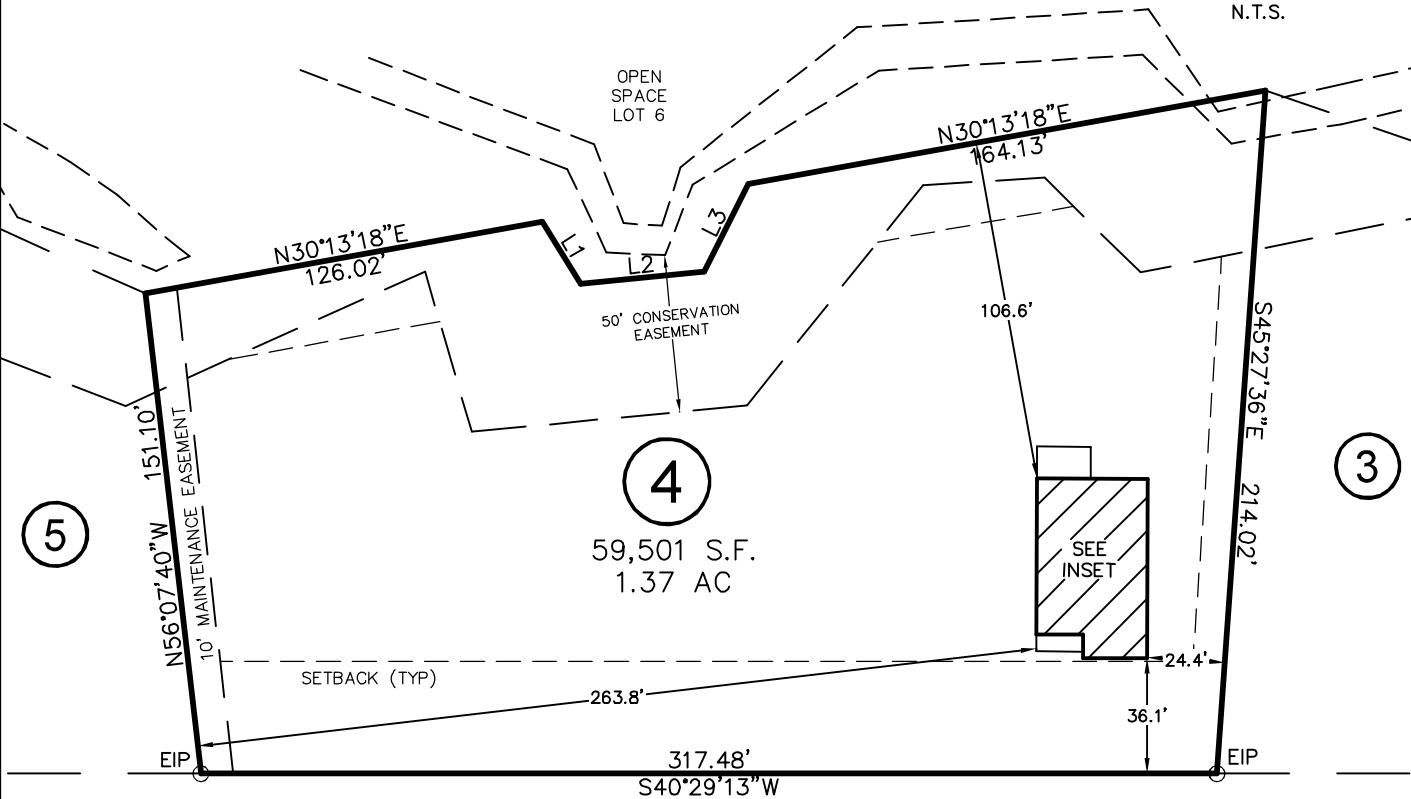 N.T.S.
OPEN
SPACE
LOT 6
N30°13'18"E
164.13'
N30°13'18"E
126.02'
L1
L2
L3
50' CONSERVATION
EASEMENT
106.6'
S45°27'36"E 214.02'
N56°07'40"W 151.10'
10' MAINTENANCE EASEMENT
4
59,501 S.F.
1.37 AC
5
3
SEE
INSET
SETBACK (TYP)
24.4'
263.8'
36.1'
EIP
317.48'
S40°29'13"W
EIP